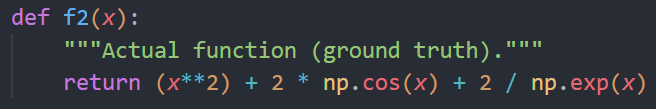 def f2(x):
    """Actual function (ground truth)."""
    return (x**2) + 2 * np.cos(x) + 2 / np.exp(x)